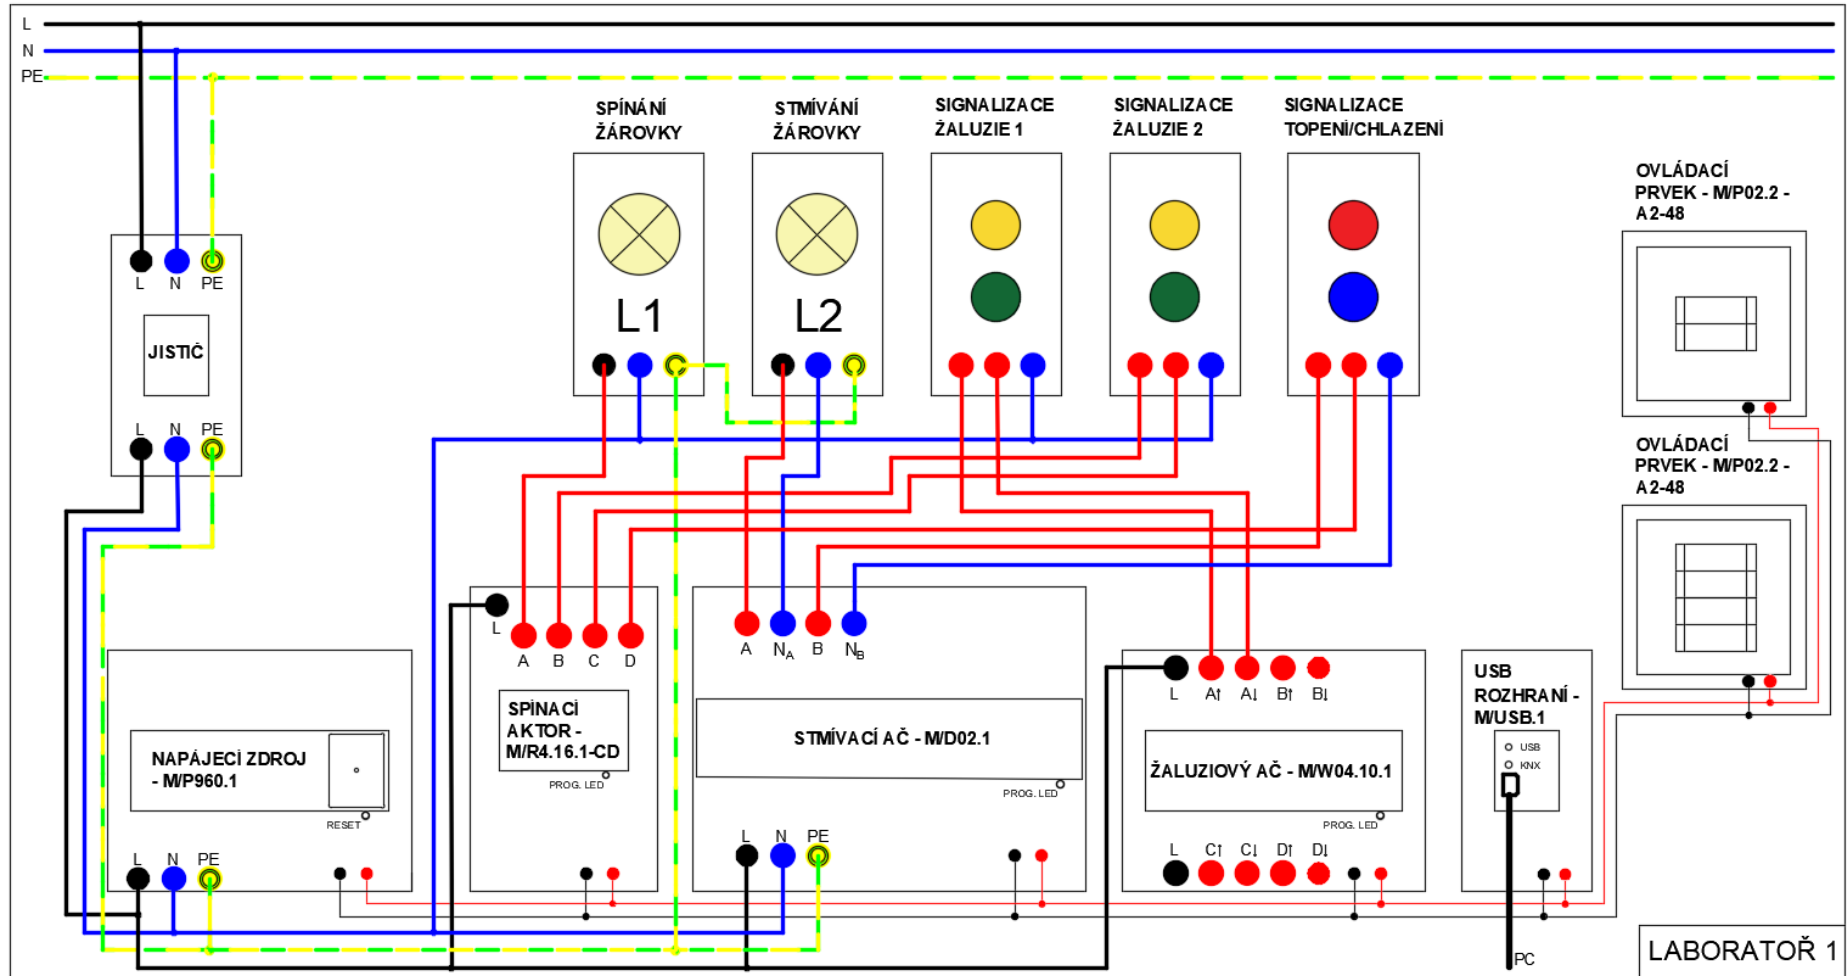 L
N
PE
SPÍNÁNÍ
ŽÁROVKY
STMÍVÁNÍ
ŽÁROVKY
SIGNALIZACE
ŽALUZIE 1
SIGNALIZACE
ŽALUZIE 2
SIGNALIZACE
TOPENÍ/CHLAZENÍ
OVLÁDACÍ
PRVEK - M/P02.2 -
A2-48
L N PE
L1
L2
JISTIČ
L N PE
OVLÁDACÍ
PRVEK - M/P02.2 -
A2-48
L
A B C D
A NA B NB
L A↑ A↓ B↑ B↓
SPÍNACÍ
AKTOR -
M/R4.16.1-CD
PROG. LED
STMÍVACÍ AČ - M/D02.1
PROG. LED
USB
ROZHRANÍ -
M/USB.1
USB
KNX
NAPÁJECÍ ZDROJ
- M/P960.1
RESET
ŽALUZIOVÝ AČ - M/W04.10.1
PROG. LED
L N PE
L N PE
L C↑ C↓ D↑ D↓
PC
LABORATOŘ 1